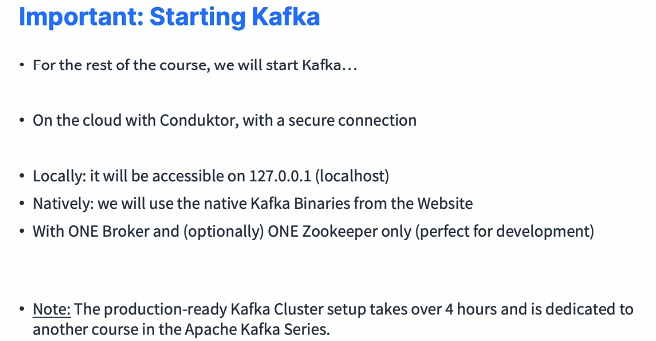 Important: Starting Kafka
• For the rest of the course, we will start Kafka...
• On the cloud with Conduktor, with a secure connection
• Locally: it will be accessible on 127.0.0.1 (localhost)
• Natively: we will use the native Kafka Binaries from the Website
• With ONE Broker and (optionally) ONE Zookeeper only (perfect for development)
• Note: The production-ready Kafka Cluster setup takes over 4 hours and is dedicated to
another course in the Apache Kafka Series.